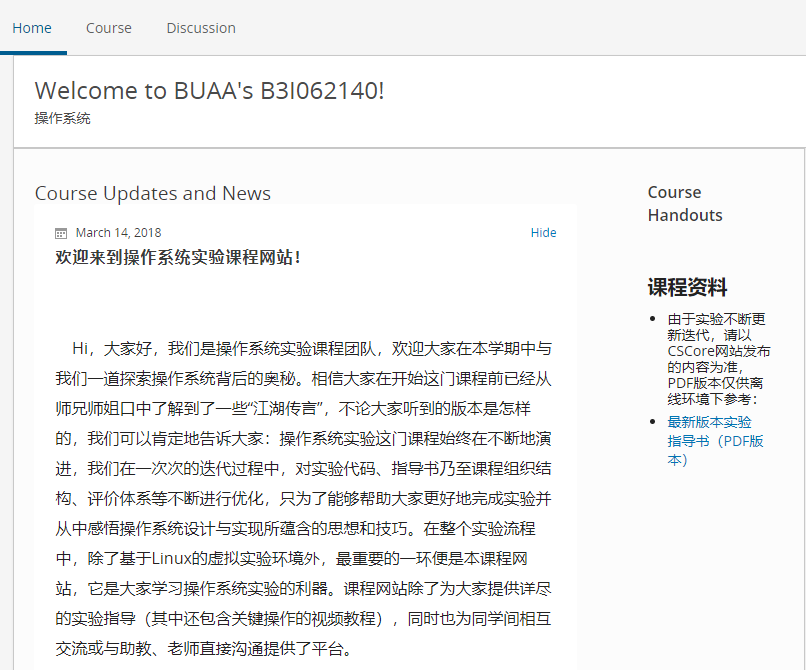 Home Course Discussion
Welcome to BUAA's B3I062140!
操作系统
Course Updates and News
March 14, 2018 Hide
欢迎来到操作系统实验课程网站！
Hi，大家好，我们是操作系统实验课程团队，欢迎大家在本学期中与
我们一道探索操作系统背后的奥秘。相信大家在开始这门课程前已经从
师兄师姐口中了解到了一些“江湖传言”，不论大家听到的版本是怎样
的，我们可以肯定地告诉大家：操作系统实验这门课程始终在不断地演
进，我们在一次次的迭代过程中，对实验代码、指导书乃至课程组织结
构、评价体系等不断进行优化，只为了能够帮助大家更好地完成实验并
从中感悟操作系统设计与实现所蕴含的思想和技巧。在整个实验流程
中，除了基于Linux的虚拟实验环境外，最重要的一环便是本课程网
站，它是大家学习操作系统实验的利器。课程网站除了为大家提供详尽
的实验指导（其中还包含关键操作的视频教程），同时也为同学间相互
交流或与助教、老师直接沟通提供了平台。
Course
Handouts
课程资料
由于实验不断更
新迭代，请以
CSCore网站发布
的内容为准，
PDF版本仅供离
线环境下参考：
最新版本实验
指导书（PDF版
本）